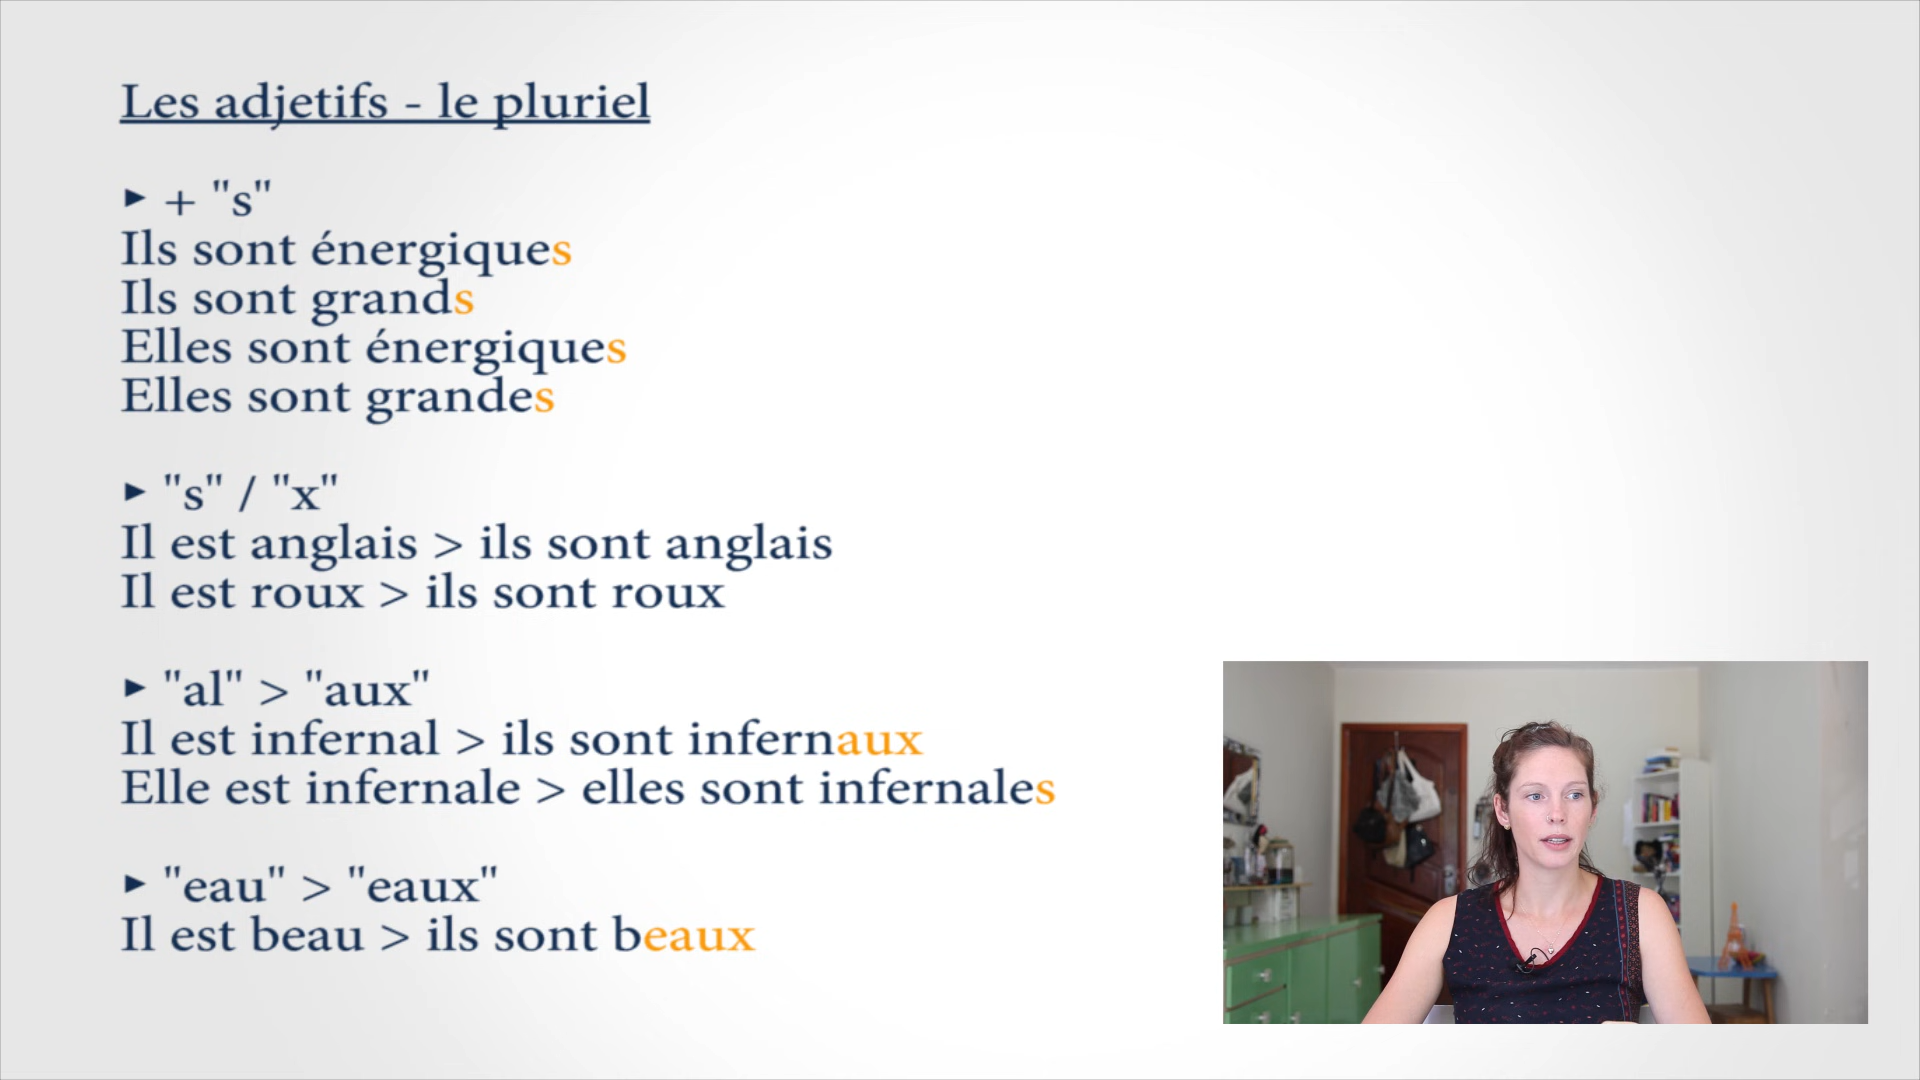 Les adjetifs - le pluriel
► + "s"
Ils sont énergiques
Ils sont grands
Elles sont énergiques
Elles sont grandes
► "s" / "x"
Il est anglais > ils sont anglais
Il est roux > ils sont roux
► "al" > "aux"
Il est infernal > ils sont infernaux
Elle est infernale > elles sont infernales
► "eau" > "eaux"
Il est beau > ils sont beaux